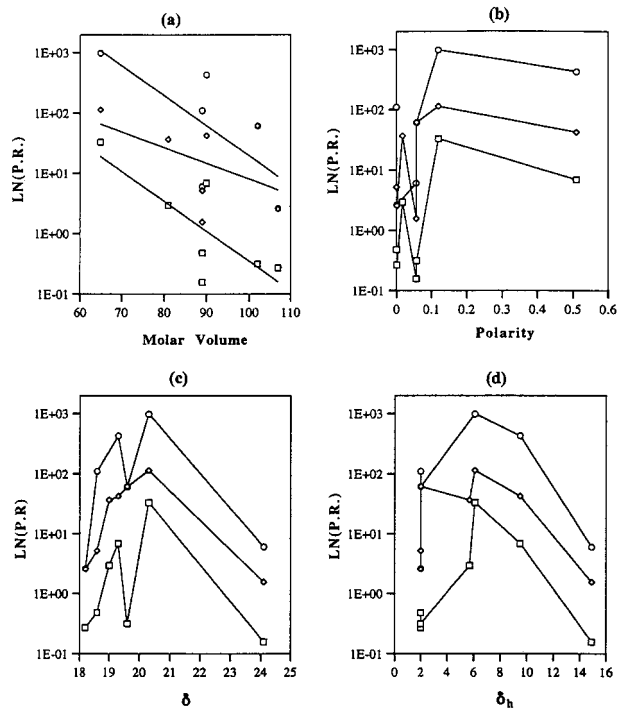 (a)
LN(P.R.)
1E+03
1E+02
1E+01
1E+00
1E-01
60 70 80 90 100 110
Molar Volume
(b)
LN(P.R.)
1E+03
1E+02
1E+01
1E+00
1E-01
0 0.1 0.2 0.3 0.4 0.5 0.6
Polarity
(c)
LN(P.R)
1E+03
1E+02
1E+01
1E+00
1E-01
18 19 20 21 22 23 24 25
δ
(d)
LN(P.R.)
1E+03
1E+02
1E+01
1E+00
1E-01
0 2 4 6 8 10 12 14 16
δh